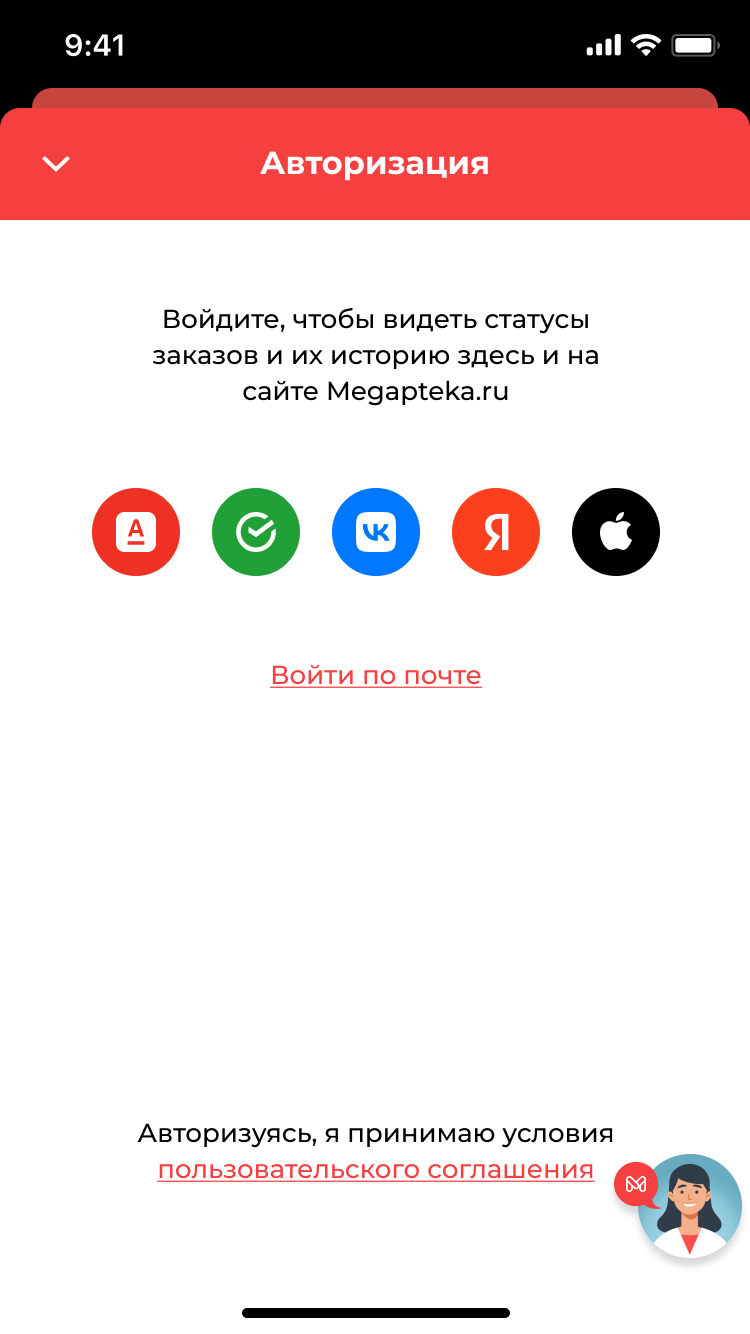 9:41
Авторизация
Войдите, чтобы видеть статусы
заказов и их историю здесь и на
сайте Megapteka.ru
А
VK
Я
Войти по почте
Авторизуясь, я принимаю условия
пользовательского соглашения